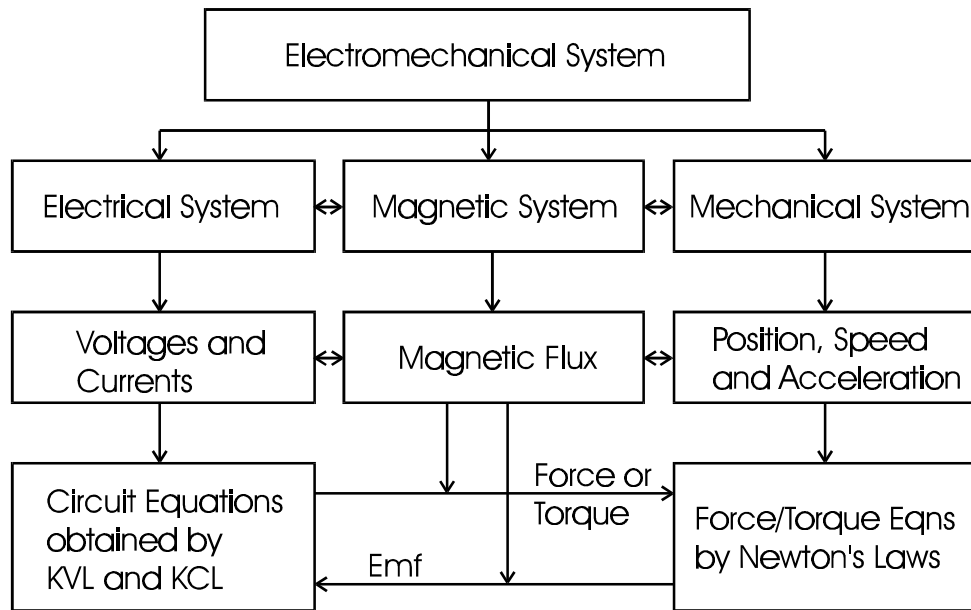 Electromechanical System
Electrical System
Magnetic System
Mechanical System
Voltages and
Currents
Magnetic Flux
Position, Speed
and Acceleration
Circuit Equations
obtained by
KVL and KCL
Force or
Torque
Emf
Force/Torque Eqns
by Newton's Laws